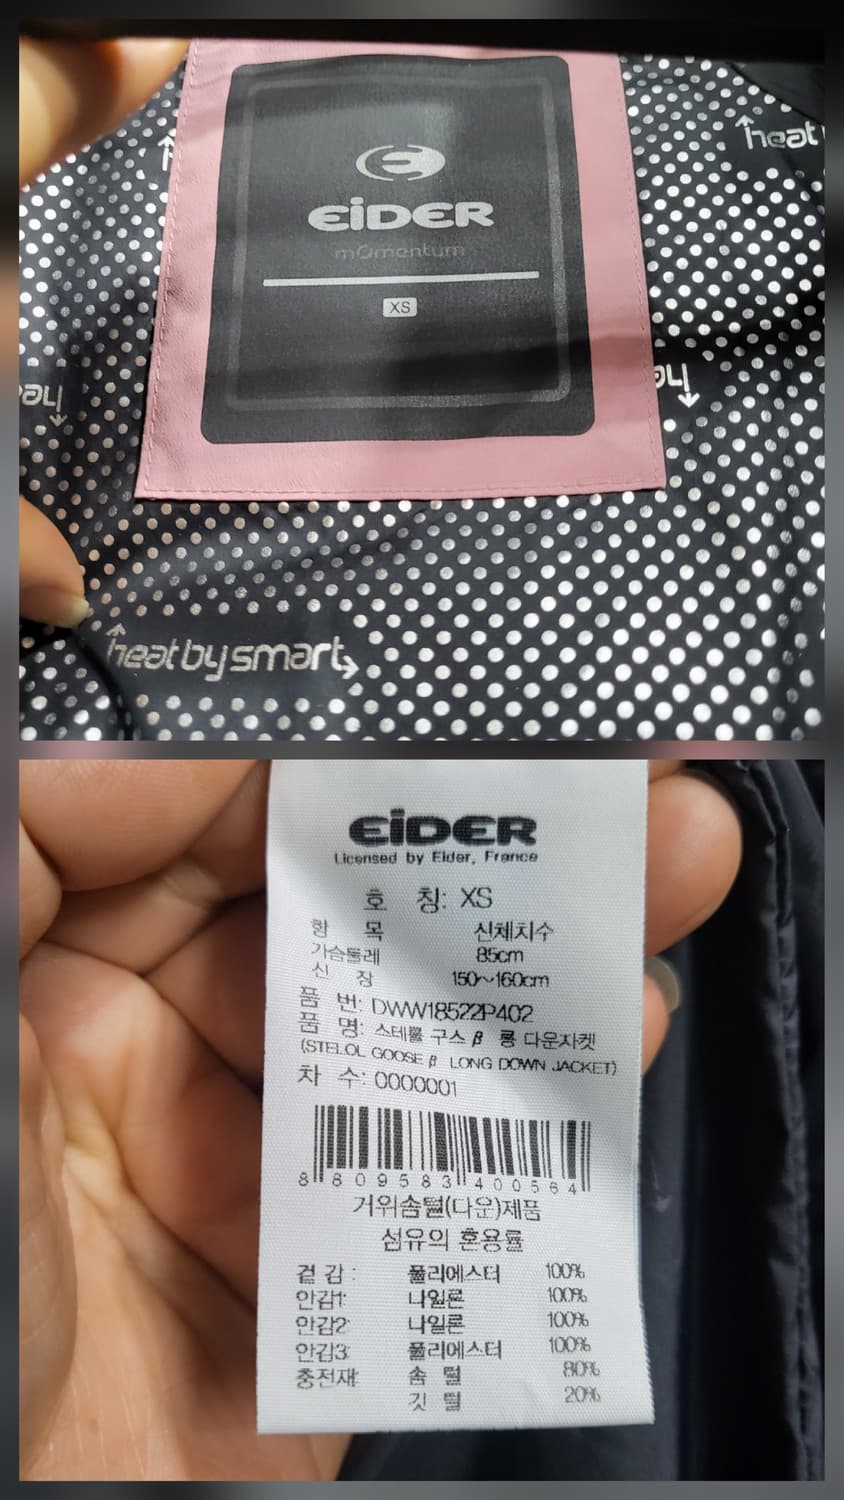 heat
EiDER
mOmentum
XS
hea
he
heat by smart
EiDER
Licensed by Eider, France
호 칭: XS
항 목 신체치수
가슴둘레 85cm
신 장 150~160cm
품 번: DWW18522P402
품 명: 스테롤 구스 β 롱 다운자켓
(STELOL GOOSE β LONG DOWN JACKET)
차 수: 0000001
8 809583 400564
거위솜털(다운)제품
섬유의 혼용률
겉감: 폴리에스터 100%
안감1: 나일론 100%
안감2: 나일론 100%
안감3: 폴리에스터 100%
충전재: 솜 털 80%
깃 털 20%